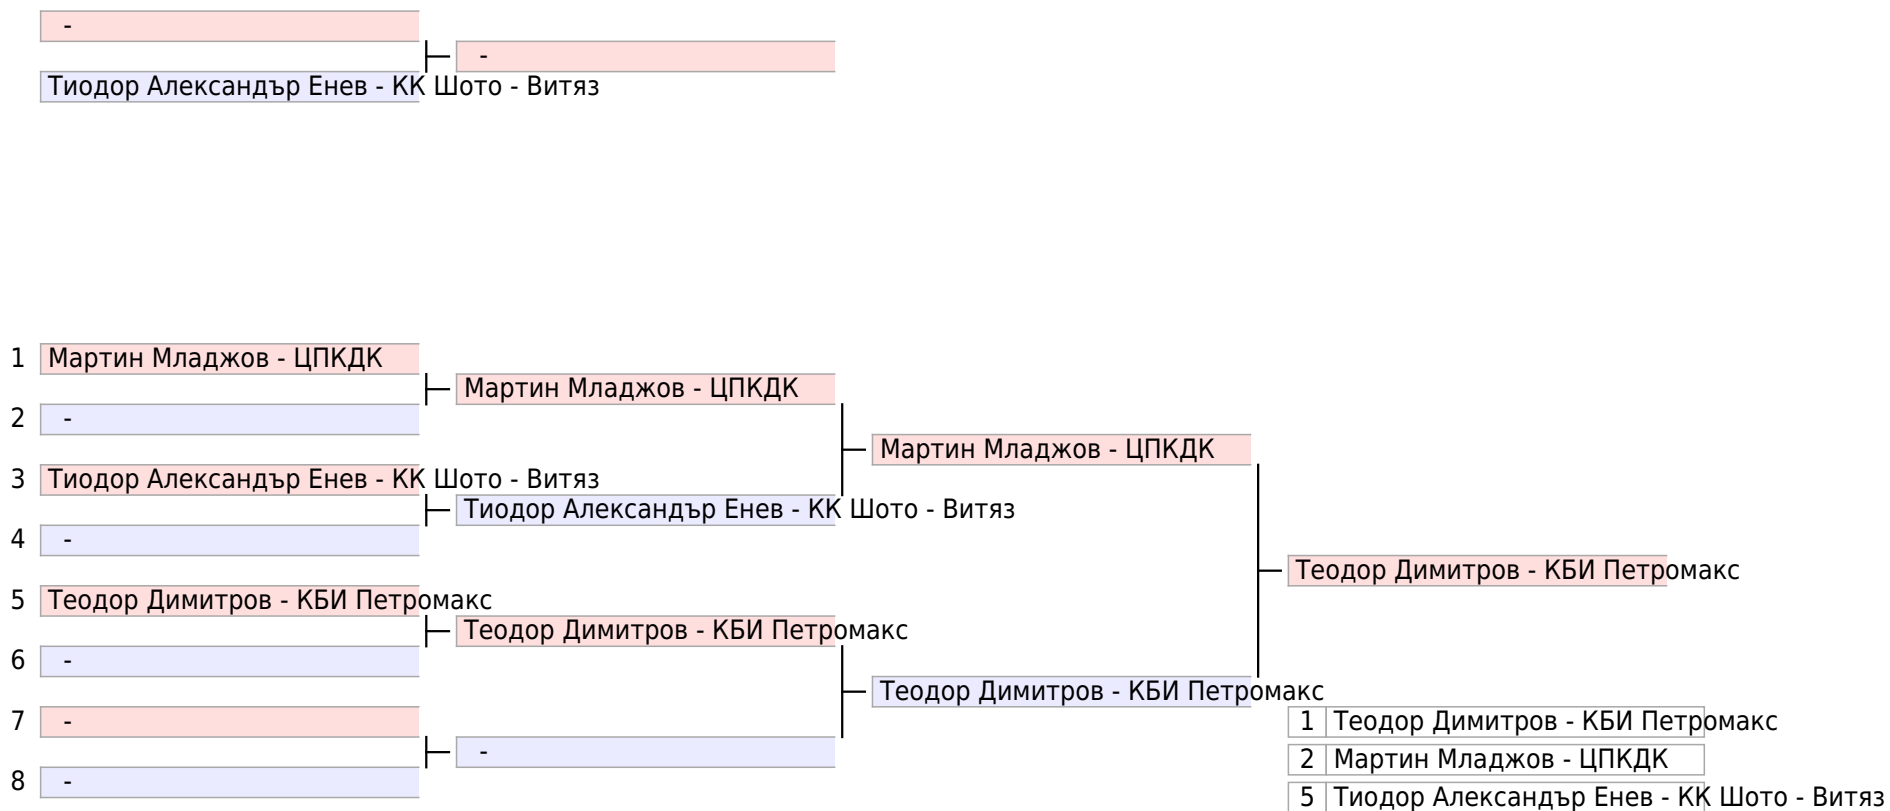 -
-
Тиодор Александър Енев - КК Шото - Витяз
1 Мартин Младжов - ЦПКДК
Мартин Младжов - ЦПКДК
2 -
Мартин Младжов - ЦПКДК
3 Тиодор Александър Енев - КК Шото - Витяз
Тиодор Александър Енев - КК Шото - Витяз
4 -
Теодор Димитров - КБИ Петромакс
5 Теодор Димитров - КБИ Петромакс
Теодор Димитров - КБИ Петромакс
6 -
Теодор Димитров - КБИ Петромакс
7 -
1 Теодор Димитров - КБИ Петромакс
-
2 Мартин Младжов - ЦПКДК
8 -
5 Тиодор Александър Енев - КК Шото - Витяз